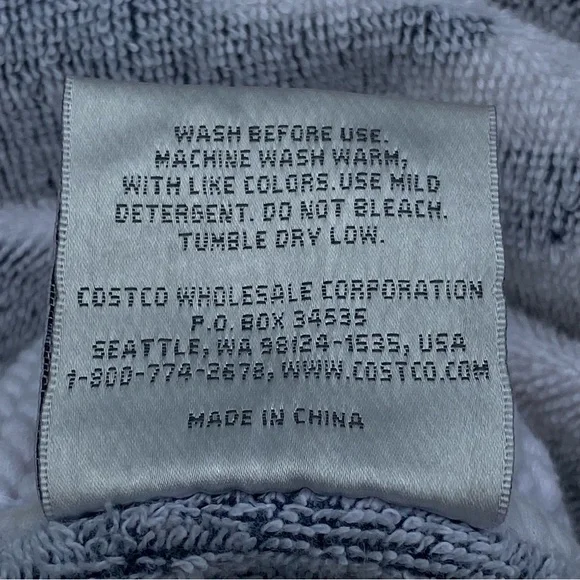 WASH BEFORE USE.
MACHINE WASH WARM,
WITH LIKE COLORS. USE MILD
DETERGENT. DO NOT BLEACH.
TUMBLE DRY LOW.
COSTCO WHOLESALE CORPORATION
P.O. BOX 34535
SEATTLE, WA 98124-1535, USA
1-800-774-2678, WWW.COSTCO.COM
MADE IN CHINA